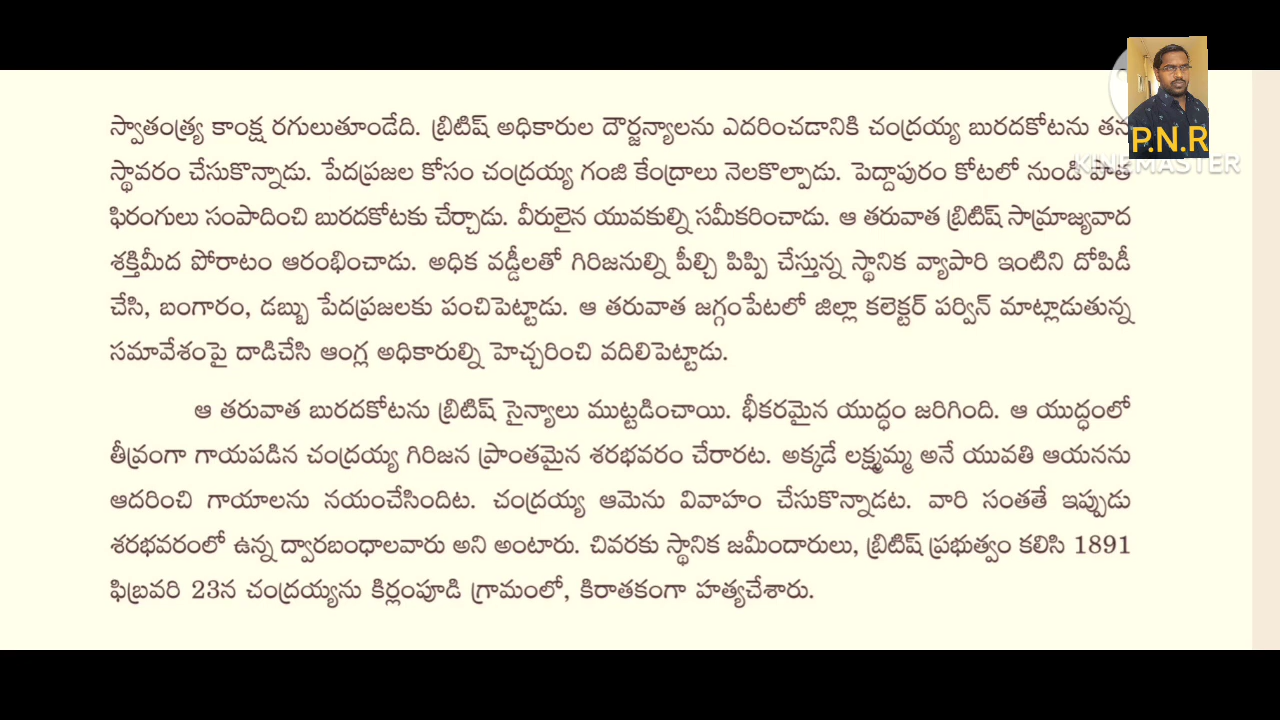 స్వాతంత్ర్య కాంక్ష రగులుతూండేది. బ్రిటిష్ అధికారుల దౌర్జన్యాలను ఎదరించడానికి చంద్రయ్య బురదకోటను తన
స్థావరం చేసుకొన్నాడు. పేదప్రజల కోసం చంద్రయ్య గంజి కేంద్రాలు నెలకొల్పాడు. పెద్దాపురం కోటలో నుండి పాత
ఫిరంగులు సంపాదించి బురదకోటకు చేర్చాడు. వీరులైన యువకుల్ని సమీకరించాడు. ఆ తరువాత బ్రిటిష్ సామ్రాజ్యవాద
శక్తిమీద పోరాటం ఆరంభించాడు. అధిక వడ్డీలతో గిరిజనుల్ని పీల్చి పిప్పి చేస్తున్న స్థానిక వ్యాపారి ఇంటిని దోపిడీ
చేసి, బంగారం, డబ్బు పేదప్రజలకు పంచిపెట్టాడు. ఆ తరువాత జగ్గంపేటలో జిల్లా కలెక్టర్ పర్విన్ మాట్లాడుతున్న
సమావేశంపై దాడిచేసి ఆంగ్ల అధికారుల్ని హెచ్చరించి వదిలిపెట్టాడు.
ఆ తరువాత బురదకోటను బ్రిటిష్ సైన్యాలు ముట్టడించాయి. భీకరమైన యుద్ధం జరిగింది. ఆ యుద్ధంలో
తీవ్రంగా గాయపడిన చంద్రయ్య గిరిజన ప్రాంతమైన శరభవరం చేరారట. అక్కడే లక్ష్మమ్మ అనే యువతి ఆయనను
ఆదరించి గాయాలను నయంచేసిందిట. చంద్రయ్య ఆమెను వివాహం చేసుకొన్నాడట. వారి సంతతే ఇప్పుడు
శరభవరంలో ఉన్న ద్వారబంధాలవారు అని అంటారు. చివరకు స్థానిక జమీందారులు, బ్రిటిష్ ప్రభుత్వం కలిసి 1891
ఫిబ్రవరి 23న చంద్రయ్యను కిర్లంపూడి గ్రామంలో, కిరాతకంగా హత్యచేశారు.
P.N.R
KINEMASTER